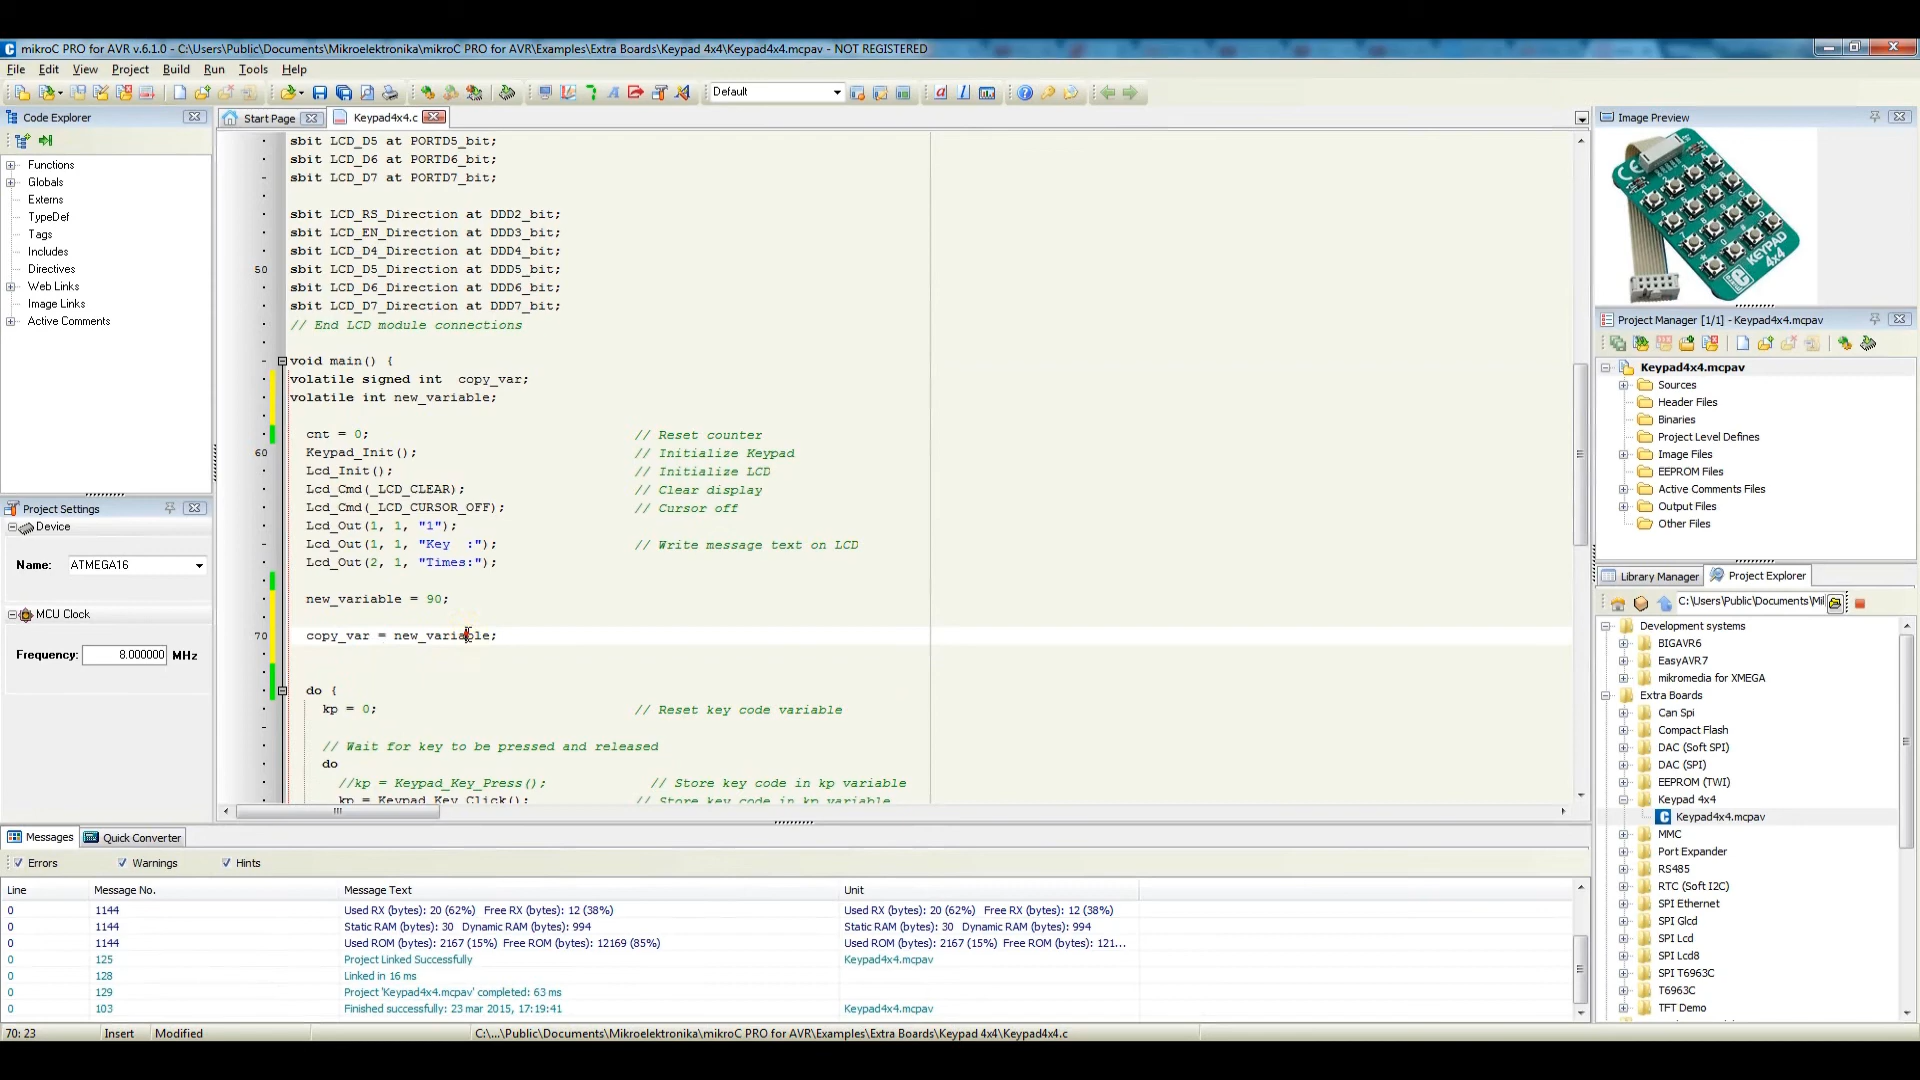 mikroC PRO for AVR v.6.1.0 - C:\Users\Public\Documents\Mikroelektronika\mikroC PRO for AVR\Examples\Extra Boards\Keypad 4x4\Keypad4x4.mcpav - NOT REGISTERED
File Edit View Project Build Run Tools Help
Default
Code Explorer
Functions
Globals
Externs
TypeDef
Tags
Includes
Directives
Web Links
Image Links
Active Comments
Project Settings
Device
Name: ATMEGA16
MCU Clock
Frequency: 8.000000 MHz
Start Page Keypad4x4.c
sbit LCD_D5 at PORTD5_bit;
sbit LCD_D6 at PORTD6_bit;
sbit LCD_D7 at PORTD7_bit;
sbit LCD_RS_Direction at DDD2_bit;
sbit LCD_EN_Direction at DDD3_bit;
sbit LCD_D4_Direction at DDD4_bit;
50 sbit LCD_D5_Direction at DDD5_bit;
sbit LCD_D6_Direction at DDD6_bit;
sbit LCD_D7_Direction at DDD7_bit;
// End LCD module connections
void main() {
volatile signed int  copy_var;
volatile int new_variable;
cnt = 0; // Reset counter
60 Keypad_Init(); // Initialize Keypad
Lcd_Init(); // Initialize LCD
Lcd_Cmd(_LCD_CLEAR); // Clear display
Lcd_Cmd(_LCD_CURSOR_OFF); // Cursor off
Lcd_Out(1, 1, "1");
Lcd_Out(1, 1, "Key  :"); // Write message text on LCD
Lcd_Out(2, 1, "Times:");
new_variable = 90;
70 copy_var = new_variable;
do {
kp = 0; // Reset key code variable
// Wait for key to be pressed and released
do
//kp = Keypad_Key_Press(); // Store key code in kp variable
kp = Keypad_Key_Click(); // Store key code in kp variable
Image Preview
KEYPAD
4x4
Project Manager [1/1] - Keypad4x4.mcpav
Keypad4x4.mcpav
Sources
Header Files
Binaries
Project Level Defines
Image Files
EEPROM Files
Active Comments Files
Output Files
Other Files
Library Manager Project Explorer
C:\Users\Public\Documents\Mil
Development systems
BIGAVR6
EasyAVR7
mikromedia for XMEGA
Extra Boards
Can Spi
Compact Flash
DAC (Soft SPI)
DAC (SPI)
EEPROM (TWI)
Keypad 4x4
Keypad4x4.mcpav
MMC
Port Expander
RS485
RTC (Soft I2C)
SPI Ethernet
SPI Glcd
SPI Lcd
SPI Lcd8
SPI T6963C
T6963C
TFT Demo
Messages Quick Converter
Errors Warnings Hints
Line Message No. Message Text Unit
0 1144 Used RX (bytes): 20 (62%)  Free RX (bytes): 12 (38%) Used RX (bytes): 20 (62%)  Free RX (bytes): 12 (38%)
0 1144 Static RAM (bytes): 30  Dynamic RAM (bytes): 994 Static RAM (bytes): 30  Dynamic RAM (bytes): 994
0 1144 Used ROM (bytes): 2167 (15%)  Free ROM (bytes): 12169 (85%) Used ROM (bytes): 2167 (15%)  Free ROM (bytes): 121...
0 125 Project Linked Successfully Keypad4x4.mcpav
0 128 Linked in 16 ms
0 129 Project 'Keypad4x4.mcpav' completed: 63 ms
0 103 Finished successfully: 23 mar 2015, 17:19:41 Keypad4x4.mcpav
70: 23 Insert Modified C:\...\Public\Documents\Mikroelektronika\mikroC PRO for AVR\Examples\Extra Boards\Keypad 4x4\Keypad4x4.c